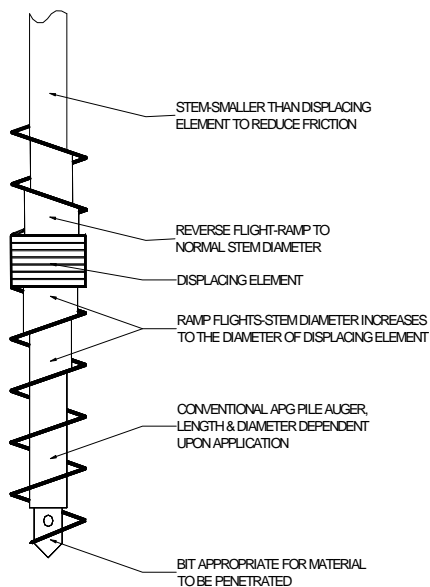 STEM-SMALLER THAN DISPLACING
ELEMENT TO REDUCE FRICTION
REVERSE FLIGHT-RAMP TO
NORMAL STEM DIAMETER
DISPLACING ELEMENT
RAMP FLIGHTS-STEM DIAMETER INCREASES
TO THE DIAMETER OF DISPLACING ELEMENT
CONVENTIONAL APG PILE AUGER,
LENGTH & DIAMETER DEPENDENT
UPON APPLICATION
BIT APPROPRIATE FOR MATERIAL
TO BE PENETRATED